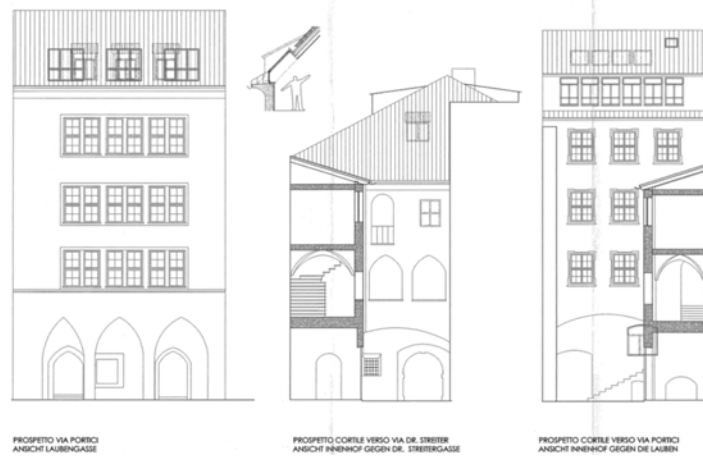 PROSPETTO VIA PORTICI
ANSICHT LAUBENGASSE
PROSPETTO CORTILE VERSO VIA DR. STREITER
ANSICHT INNENHOF GEGEN DR. STREITERGASSE
PROSPETTO CORTILE VERSO VIA PORTICI
ANSICHT INNENHOF GEGEN DIE LAUBEN